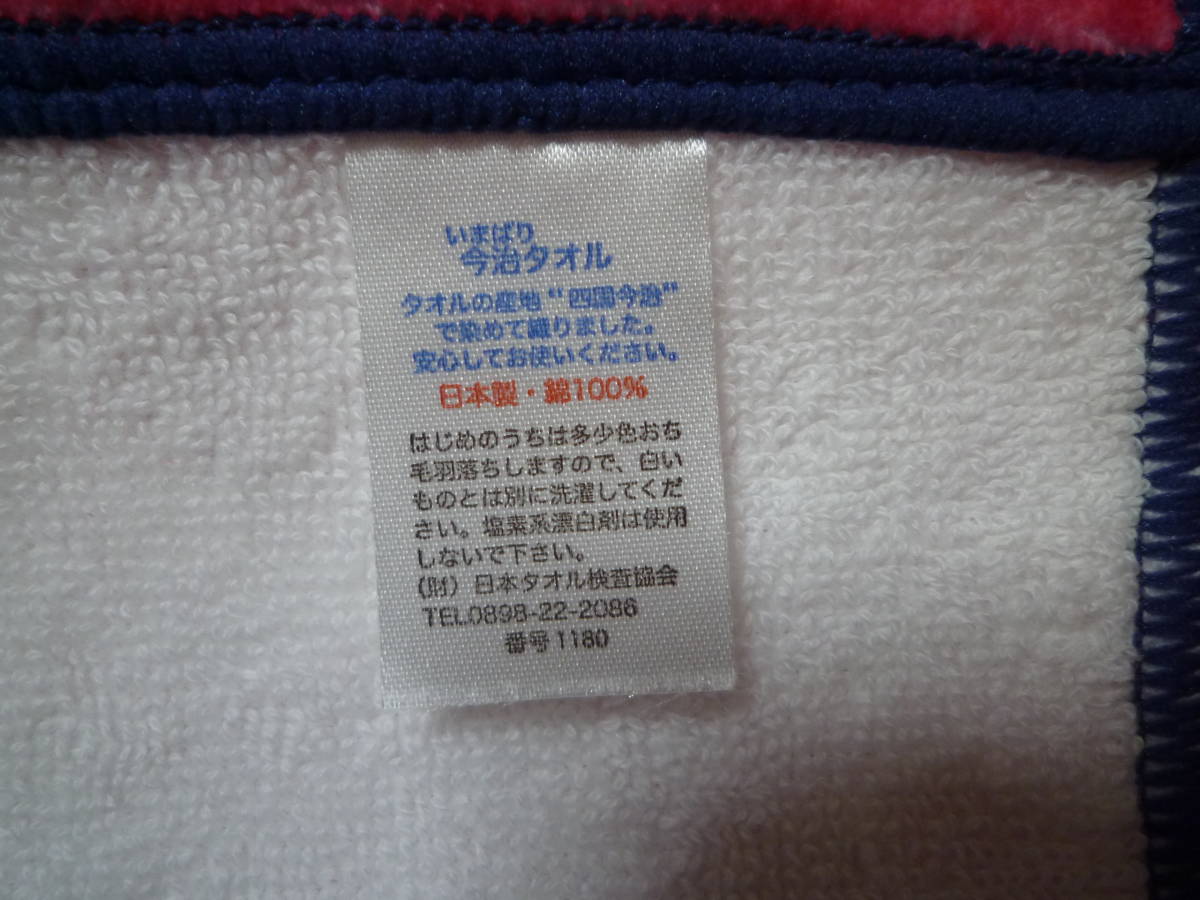 いまばり
今治タオル
タオルの産地“四国今治”
で染めて織りました。
安心してお使いください。
日本製・綿100%
はじめのうちは多少色おち
毛羽落ちしますので、白い
ものとは別に洗濯してくだ
さい。塩素系漂白剤は使用
しないで下さい。
(財)日本タオル検査協会
TEL0898-22-2086
番号1180